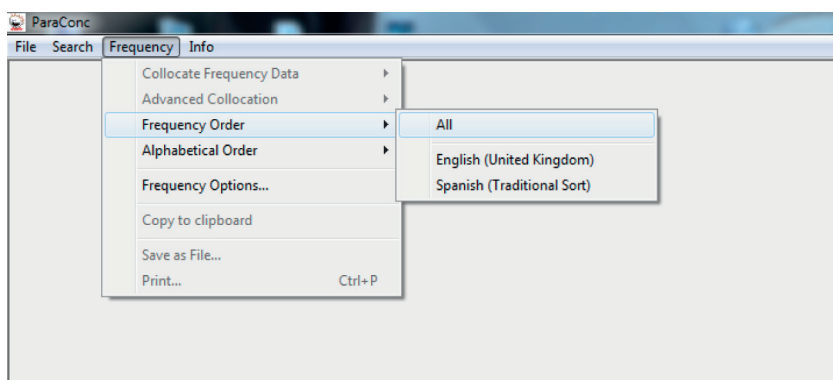 ParaConc
File Search Frequency Info
Collocate Frequency Data
Advanced Collocation
Frequency Order
Alphabetical Order
Frequency Options...
Copy to clipboard
Save as File...
Print... Ctrl+P
All
English (United Kingdom)
Spanish (Traditional Sort)